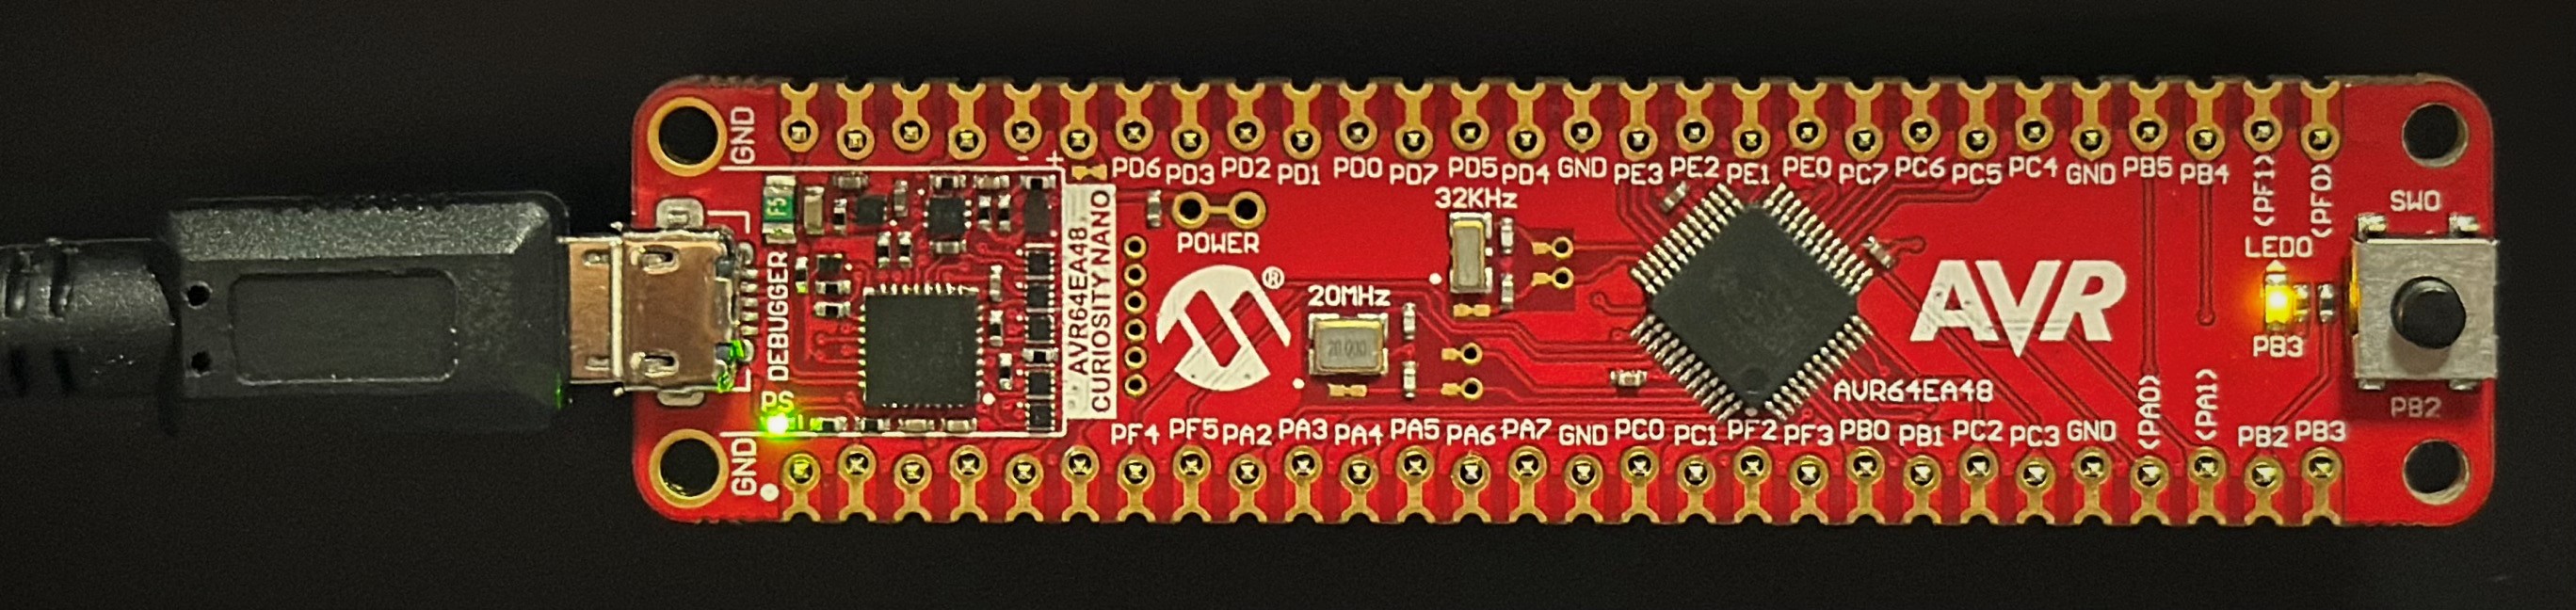 GND
- +
PD6 PD3 PD2 PD1 PD0 PD7 PD5 PD4 GND PE3 PE2 PE1 PE0 PC7 PC6 PC5 PC4 GND PB5 PB4 (PF1) (PF0)
F5
32KHz
SW0
POWER
LED0
DEBUGGER
AVR64EA48
CURIOSITY NANO
®
20MHz
20.000
AVR
PB3
AVR64EA48
PS
PB2
GND
PF4 PF5 PA2 PA3 PA4 PA5 PA6 PA7 GND PC0 PC1 PF2 PF3 PB0 PB1 PC2 PC3 GND (PA0) (PA1) PB2 PB3